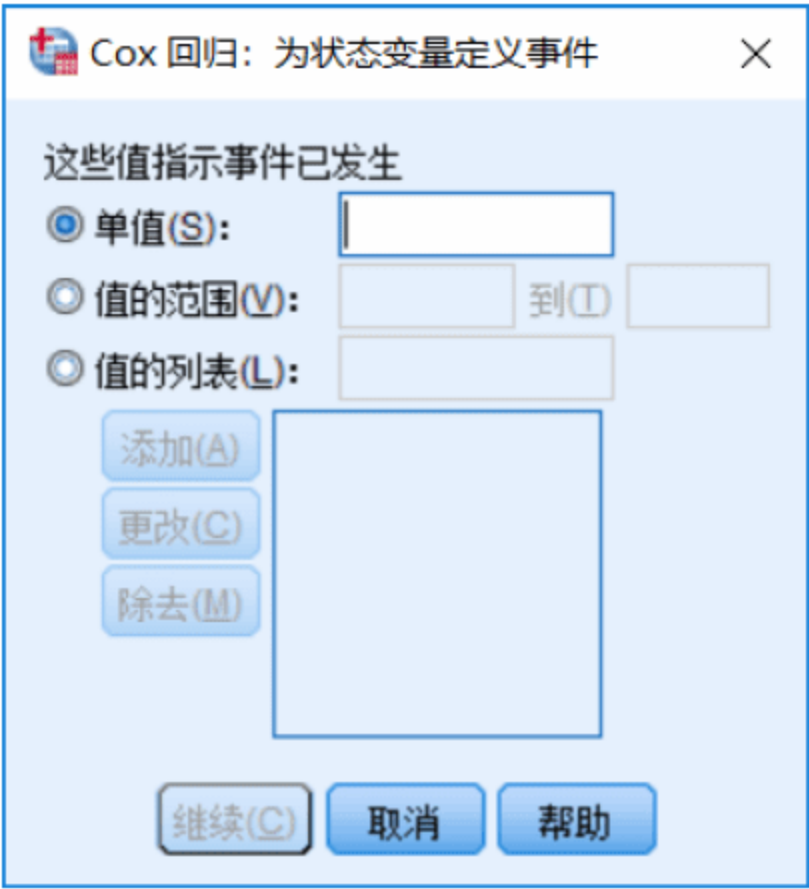 Cox 回归：为状态变量定义事件
这些值指示事件已发生
单值(S)：
值的范围(V)： 到(T)
值的列表(L)：
添加(A)
更改(C)
除去(M)
继续(C) 取消 帮助